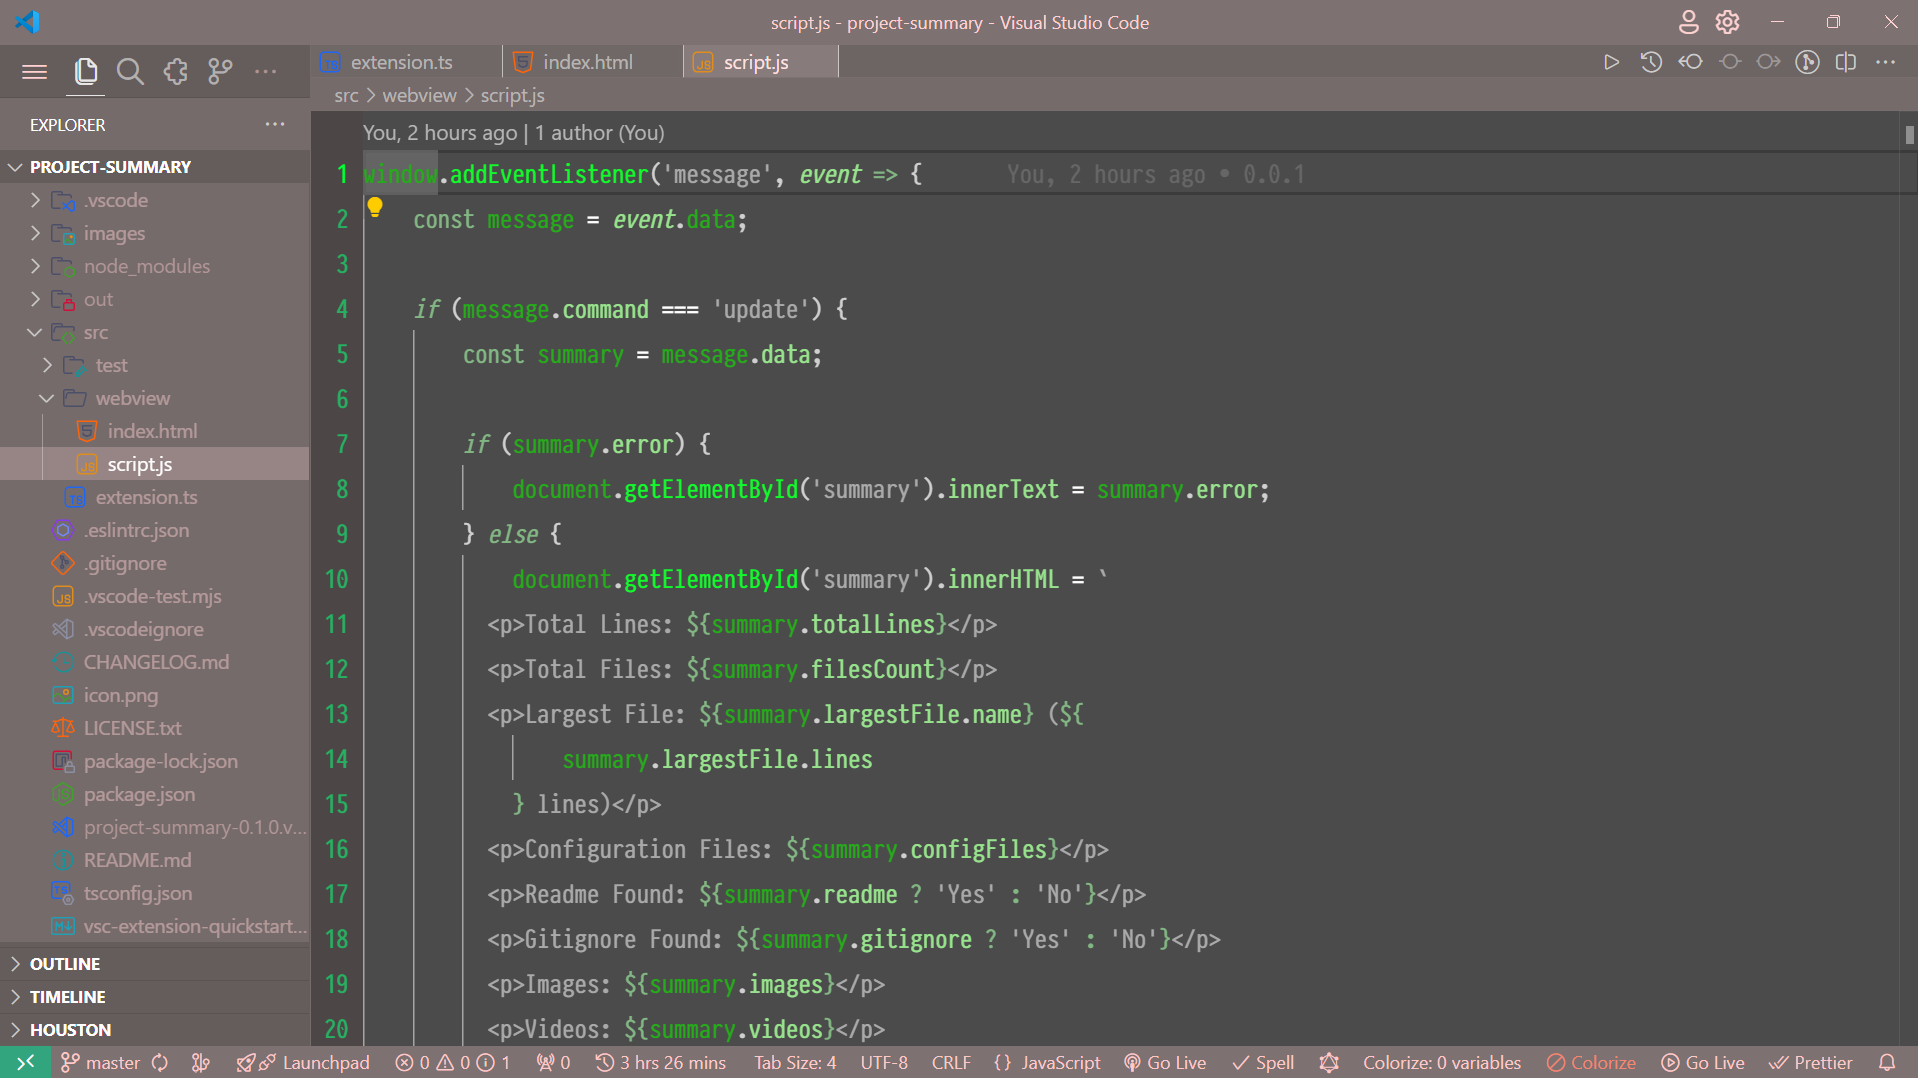 script.js - project-summary - Visual Studio Code
extension.ts
index.html
script.js
src > webview > script.js
EXPLORER
PROJECT-SUMMARY
.vscode
images
node_modules
out
src
test
webview
index.html
script.js
extension.ts
.eslintrc.json
.gitignore
.vscode-test.mjs
.vscodeignore
CHANGELOG.md
icon.png
LICENSE.txt
package-lock.json
package.json
project-summary-0.1.0.v...
README.md
tsconfig.json
vsc-extension-quickstart...
OUTLINE
TIMELINE
HOUSTON
You, 2 hours ago | 1 author (You)
1 window.addEventListener('message', event => { You, 2 hours ago • 0.0.1
2 const message = event.data;
3
4 if (message.command === 'update') {
5 const summary = message.data;
6
7 if (summary.error) {
8 document.getElementById('summary').innerText = summary.error;
9 } else {
10 document.getElementById('summary').innerHTML = `
11 <p>Total Lines: ${summary.totalLines}</p>
12 <p>Total Files: ${summary.filesCount}</p>
13 <p>Largest File: ${summary.largestFile.name} (${
14 summary.largestFile.lines
15 } lines)</p>
16 <p>Configuration Files: ${summary.configFiles}</p>
17 <p>Readme Found: ${summary.readme ? 'Yes' : 'No'}</p>
18 <p>Gitignore Found: ${summary.gitignore ? 'Yes' : 'No'}</p>
19 <p>Images: ${summary.images}</p>
20 <p>Videos: ${summary.videos}</p>
master Launchpad 0 0 1 0 3 hrs 26 mins Tab Size: 4 UTF-8 CRLF {} JavaScript Go Live Spell Colorize: 0 variables Colorize Go Live Prettier